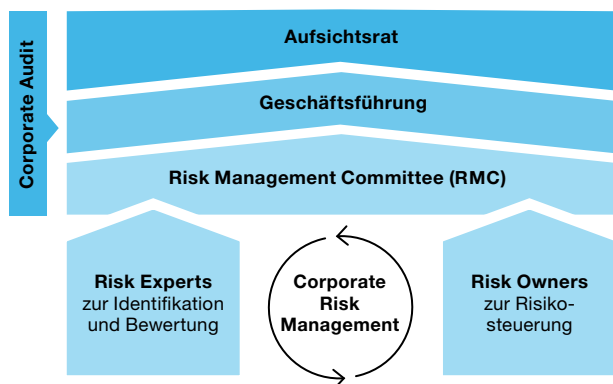 Corporate Audit
Aufsichtsrat
Geschäftsführung
Risk Management Committee (RMC)
Risk Experts
zur Identifikation
und Bewertung
Corporate
Risk
Management
Risk Owners
zur Risiko-
steuerung